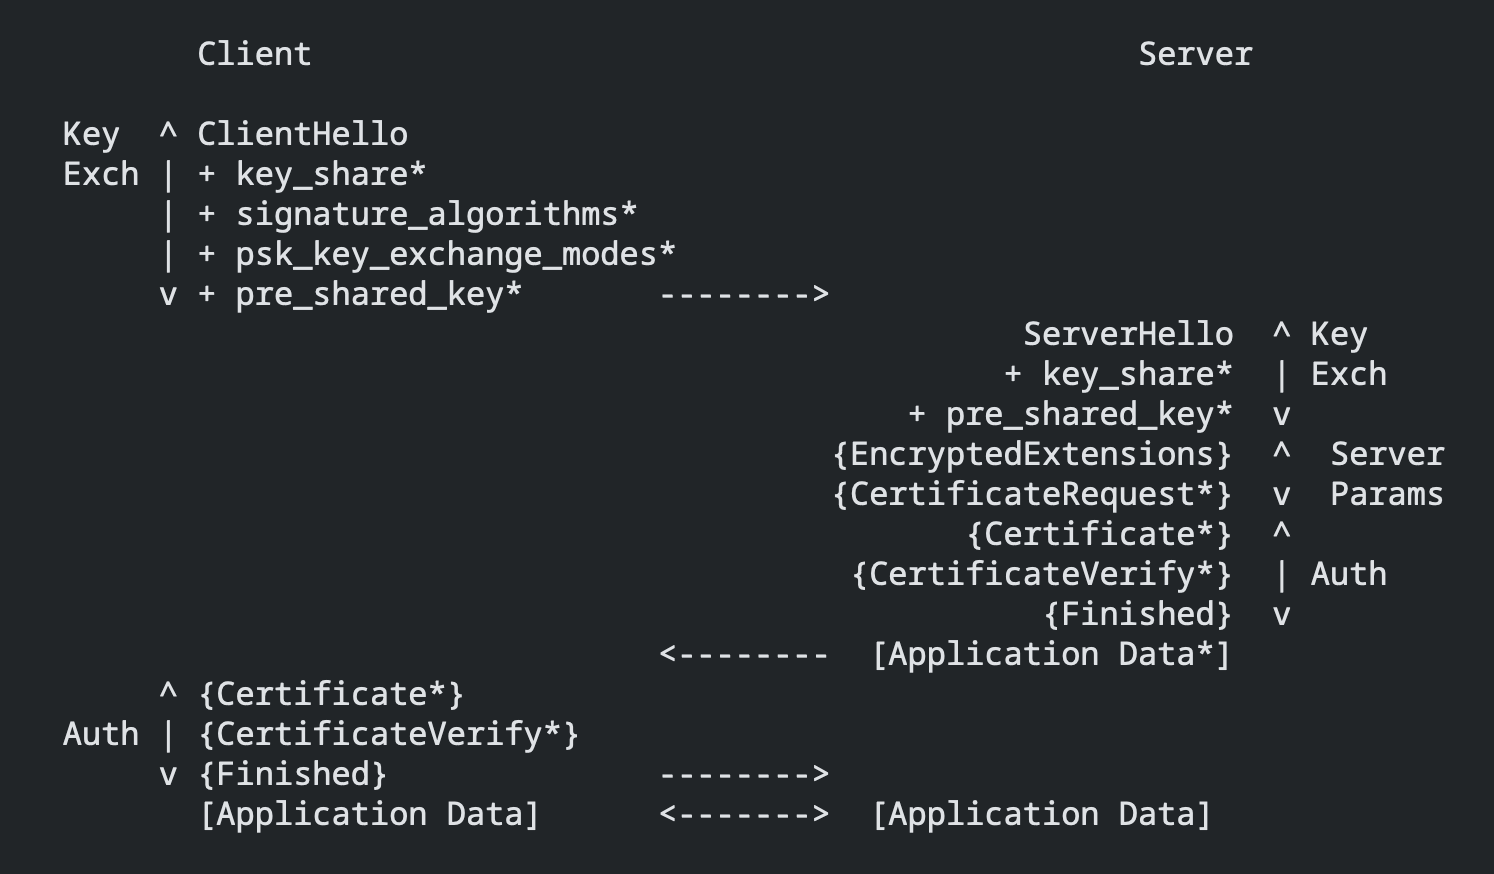 Client                                           Server

Key  ^ ClientHello
Exch | + key_share*
     | + signature_algorithms*
     | + psk_key_exchange_modes*
     v + pre_shared_key*       -------->
                                                  ServerHello  ^ Key
                                                 + key_share*  | Exch
                                            + pre_shared_key*  v
                                        {EncryptedExtensions}  ^  Server
                                        {CertificateRequest*}  v  Params
                                               {Certificate*}  ^
                                         {CertificateVerify*}  | Auth
                                                   {Finished}  v
                               <--------  [Application Data*]
     ^ {Certificate*}
Auth | {CertificateVerify*}
     v {Finished}              -------->
       [Application Data]      <------->  [Application Data]